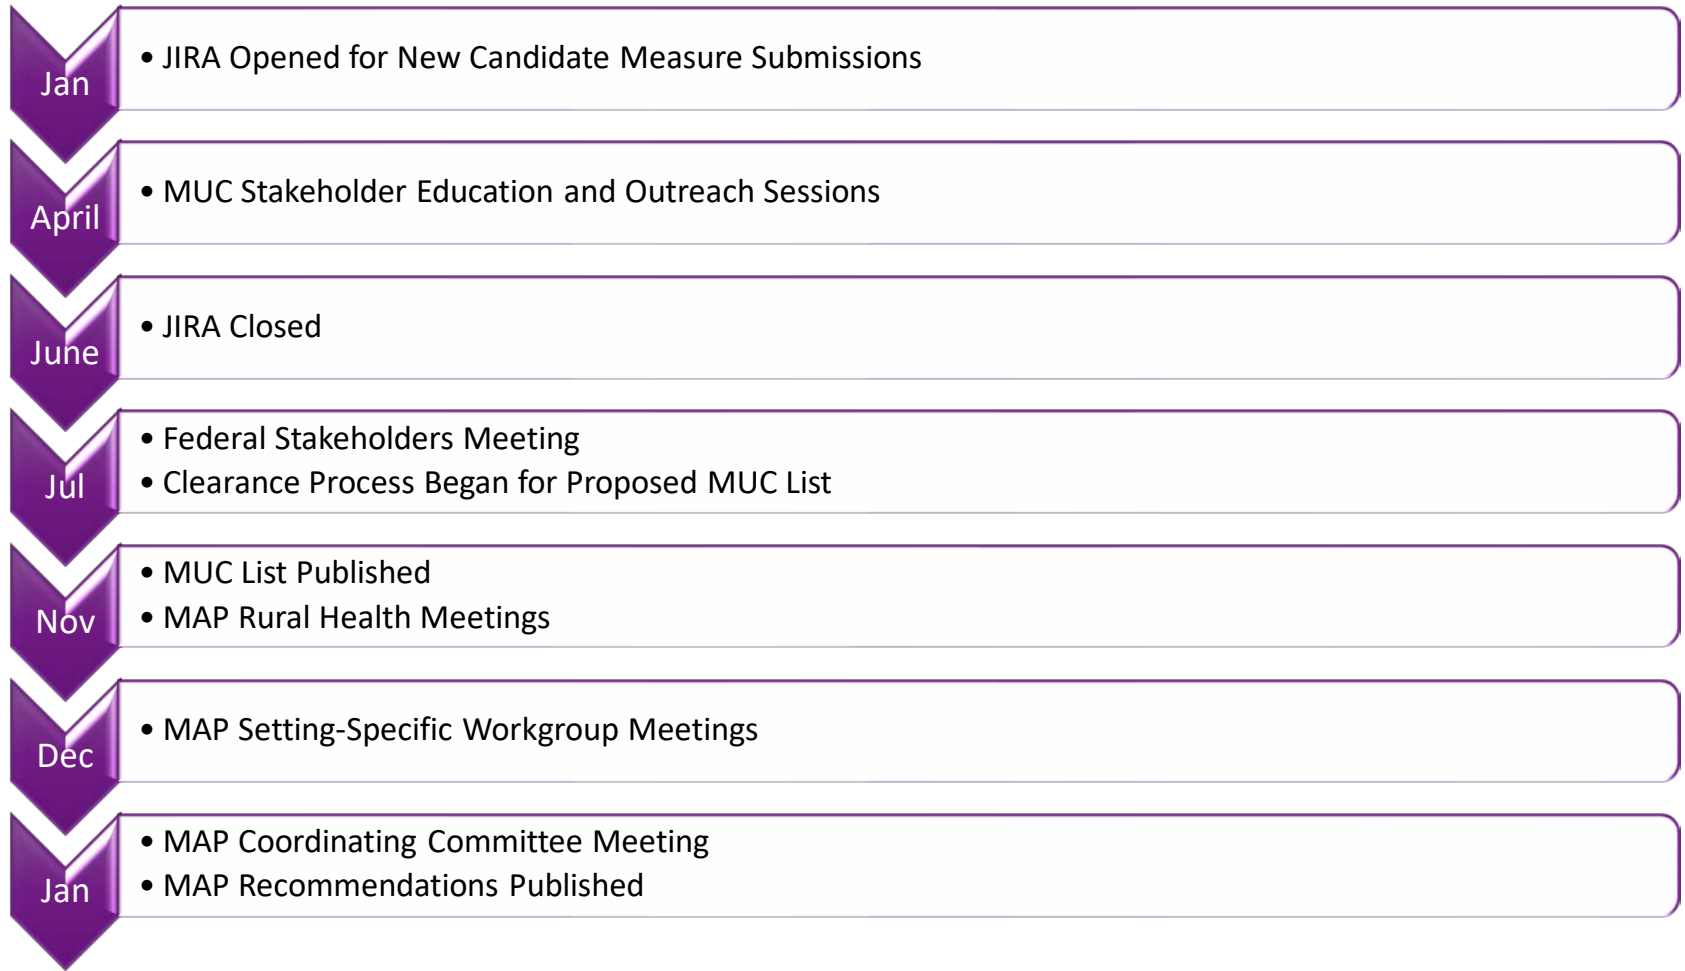 Jan
• JIRA Opened for New Candidate Measure Submissions
April
• MUC Stakeholder Education and Outreach Sessions
June
• JIRA Closed
Jul
• Federal Stakeholders Meeting
• Clearance Process Began for Proposed MUC List
Nov
• MUC List Published
• MAP Rural Health Meetings
Dec
• MAP Setting-Specific Workgroup Meetings
Jan
• MAP Coordinating Committee Meeting
• MAP Recommendations Published